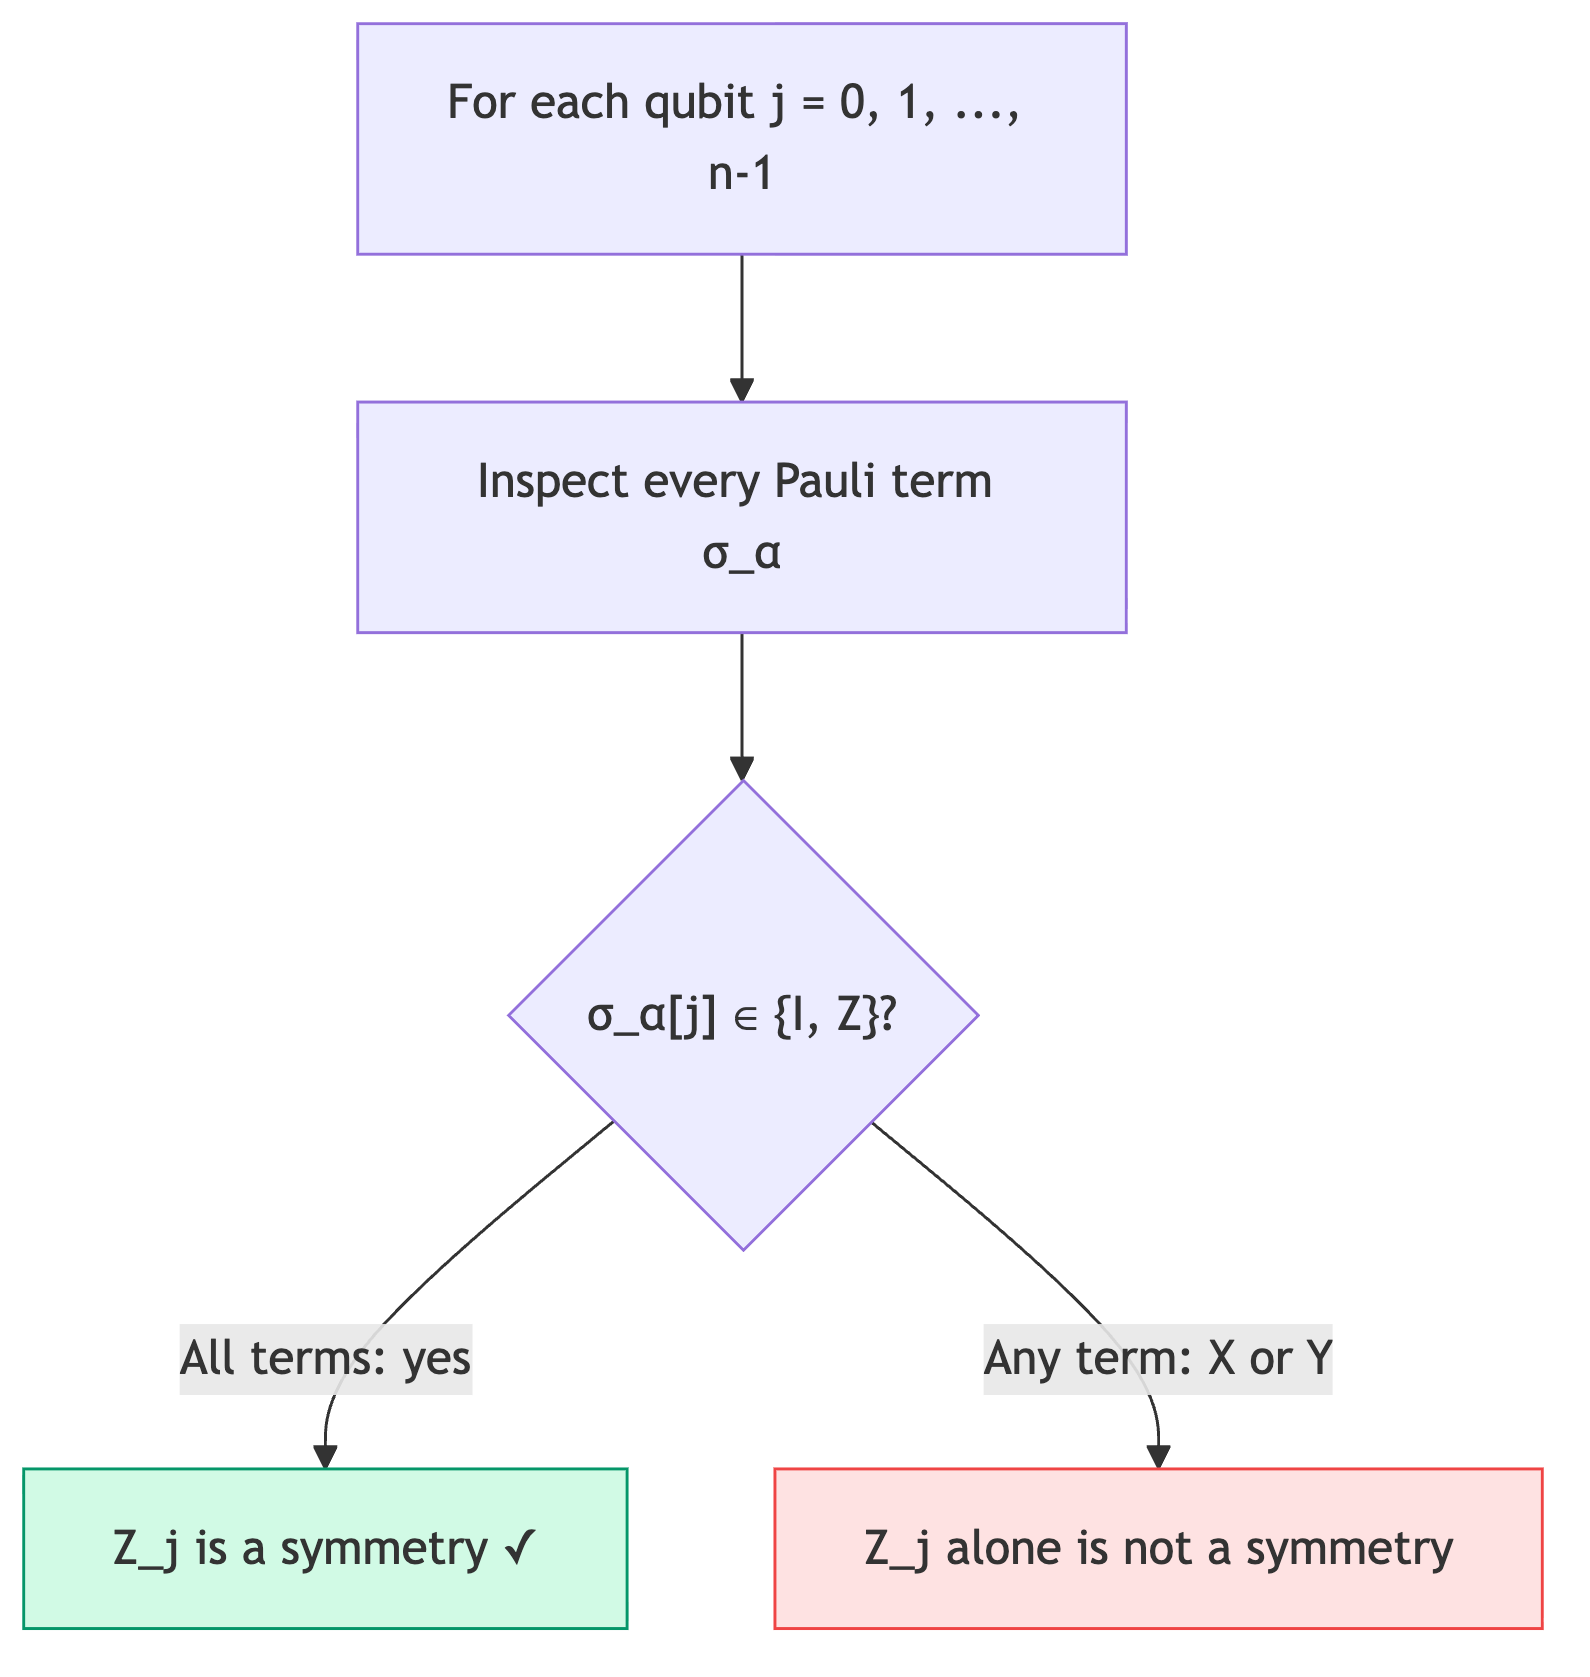 For each qubit j = 0, 1, ...,
n-1
Inspect every Pauli term
σ_α
σ_α[j] ∈ {I, Z}?
All terms: yes
Any term: X or Y
Z_j is a symmetry ✓
Z_j alone is not a symmetry